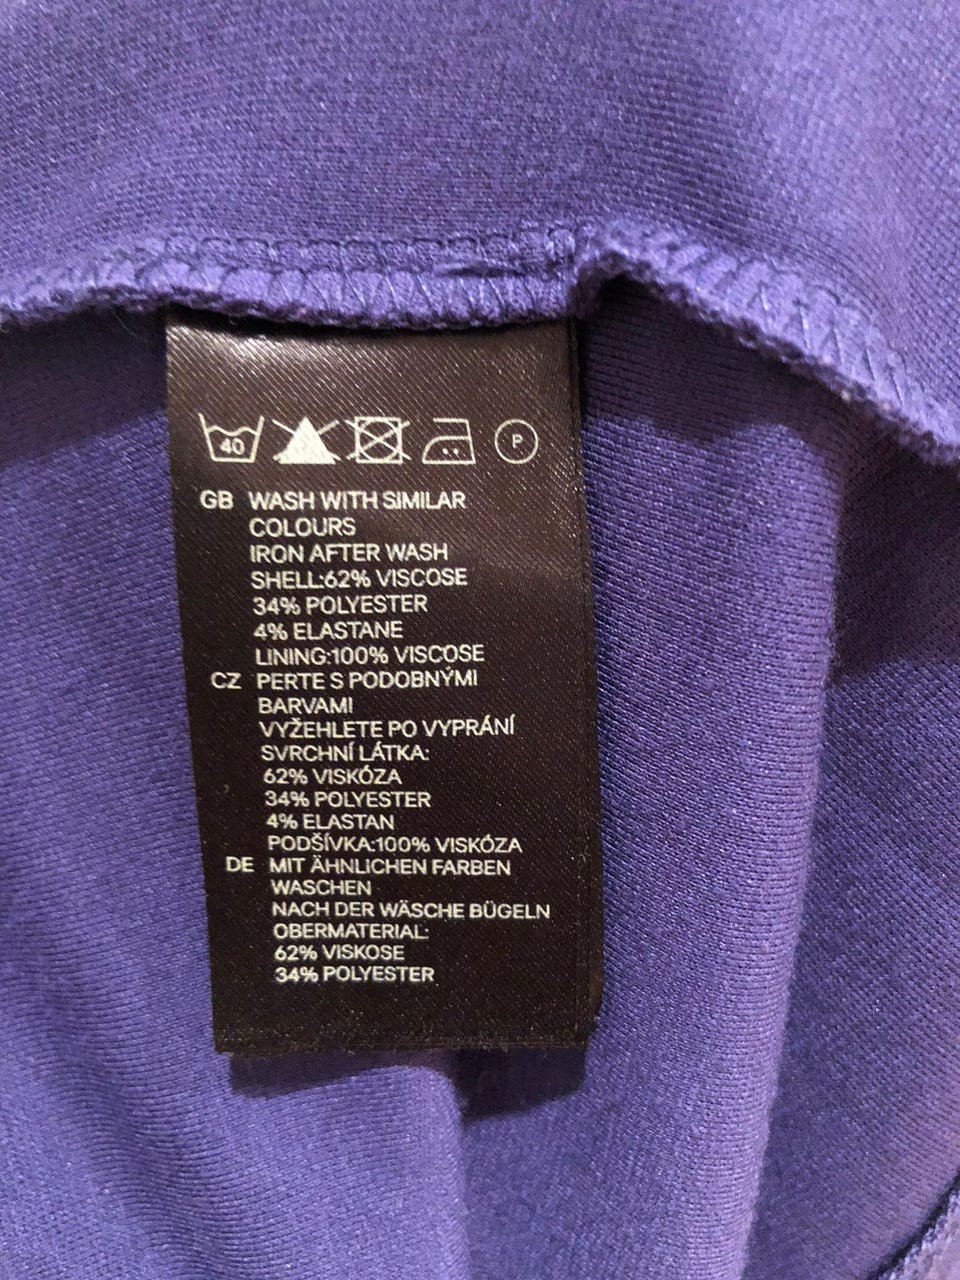 40 P
GB WASH WITH SIMILAR
COLOURS
IRON AFTER WASH
SHELL:62% VISCOSE
34% POLYESTER
4% ELASTANE
LINING:100% VISCOSE
CZ PERTE S PODOBNÝMI
BARVAMI
VYŽEHLETE PO VYPRÁNÍ
SVRCHNÍ LÁTKA:
62% VISKÓZA
34% POLYESTER
4% ELASTAN
PODŠÍVKA:100% VISKÓZA
DE MIT ÄHNLICHEN FARBEN
WASCHEN
NACH DER WÄSCHE BÜGELN
OBERMATERIAL:
62% VISKOSE
34% POLYESTER